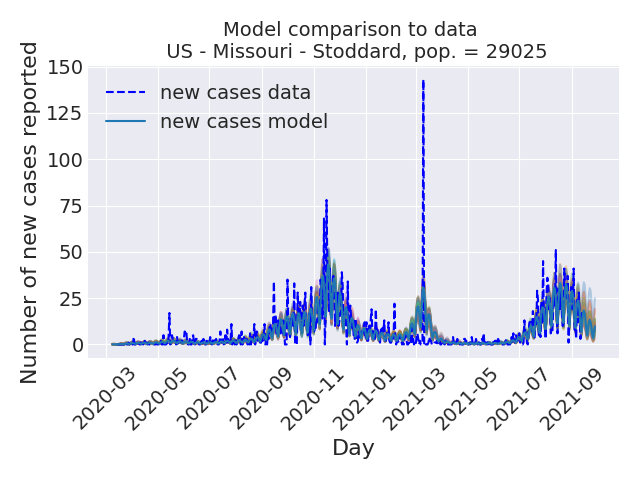 Model comparison to data
US - Missouri - Stoddard, pop. = 29025
Number of new cases reported
150
125
100
75
50
25
0
new cases data
new cases model
2020-03
2020-05
2020-07
2020-09
2020-11
2021-01
2021-03
2021-05
2021-07
2021-09
Day